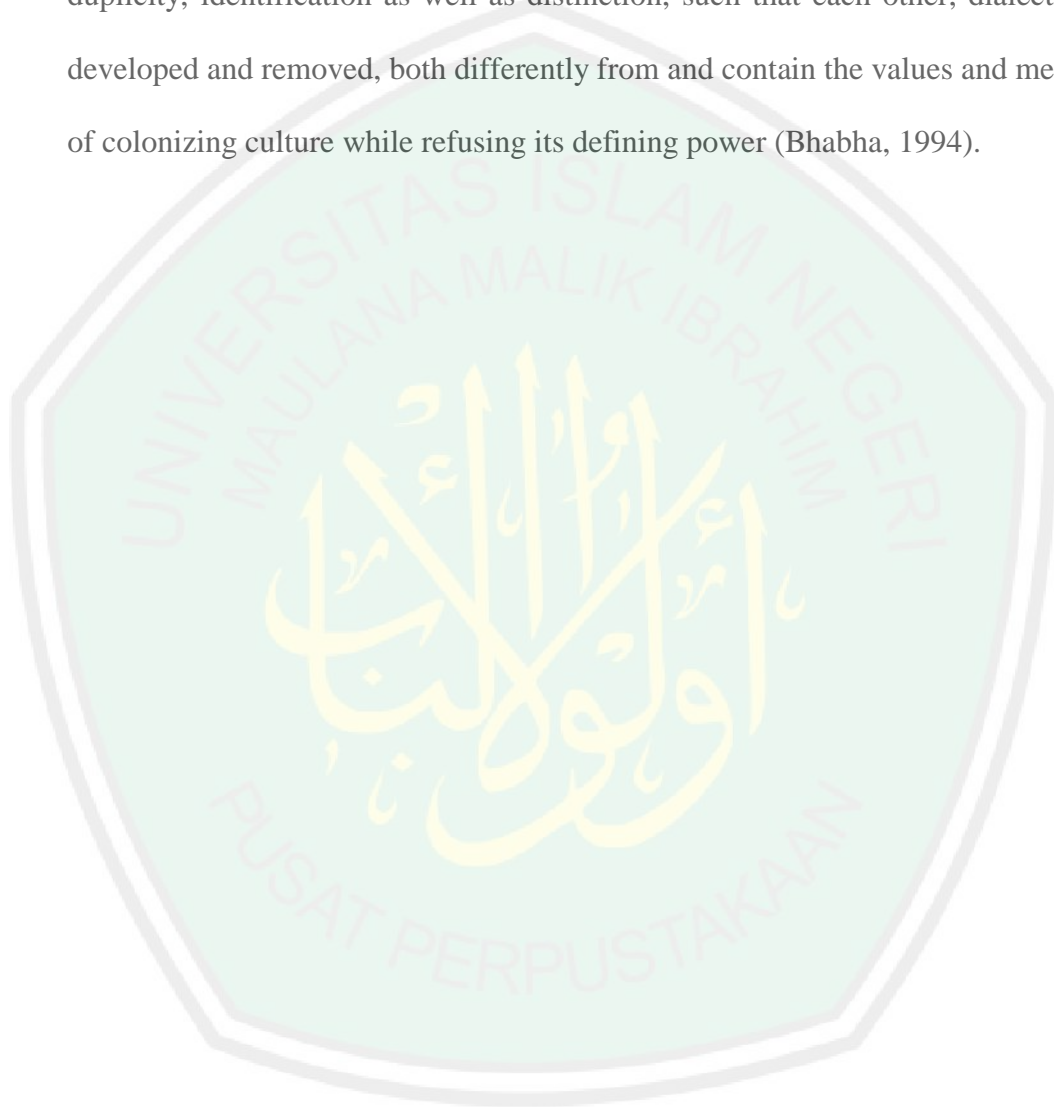 duplicity, identification as well as distinction, such that each other, dialect
developed and removed, both differently from and contain the values and me
of colonizing culture while refusing its defining power (Bhabha, 1994).
UNIVERSITAS ISLAM NEGERI
MAULANA MALIK IBRAHIM
أولوا الألباب
PUSAT PERPUSTAKAAN